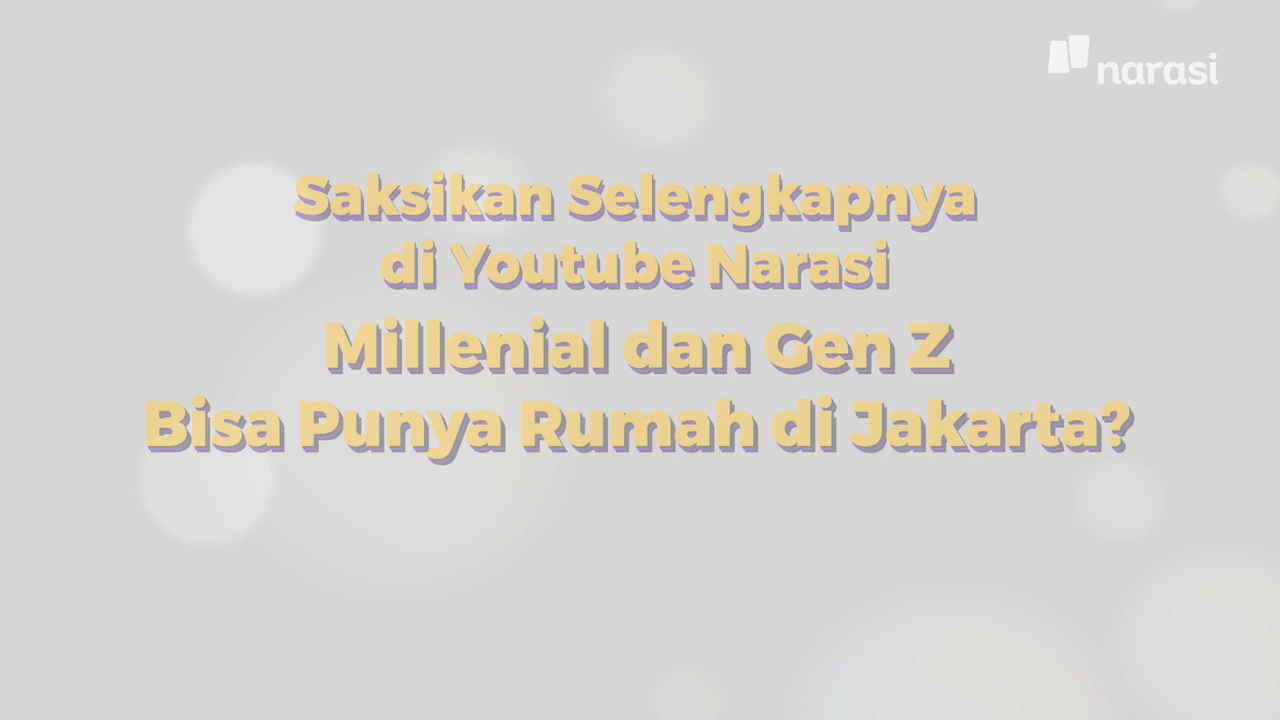 narasi
Saksikan Selengkapnya
di Youtube Narasi
Millenial dan Gen Z
Bisa Punya Rumah di Jakarta?